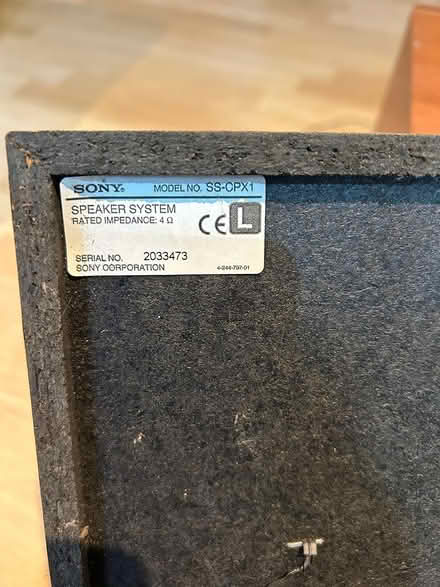 SONY® MODEL NO. SS-CPX1
SPEAKER SYSTEM
RATED IMPEDANCE: 4 Ω
CE L
SERIAL NO. 2033473
SONY CORPORATION 4-244-797-01